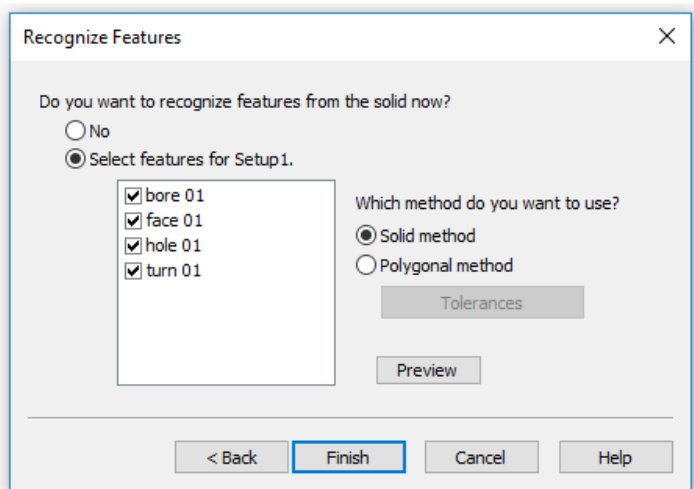 Recognize Features
Do you want to recognize features from the solid now?
No
Select features for Setup1.
bore 01
face 01
hole 01
turn 01
Which method do you want to use?
Solid method
Polygonal method
Tolerances
Preview
< Back Finish Cancel Help